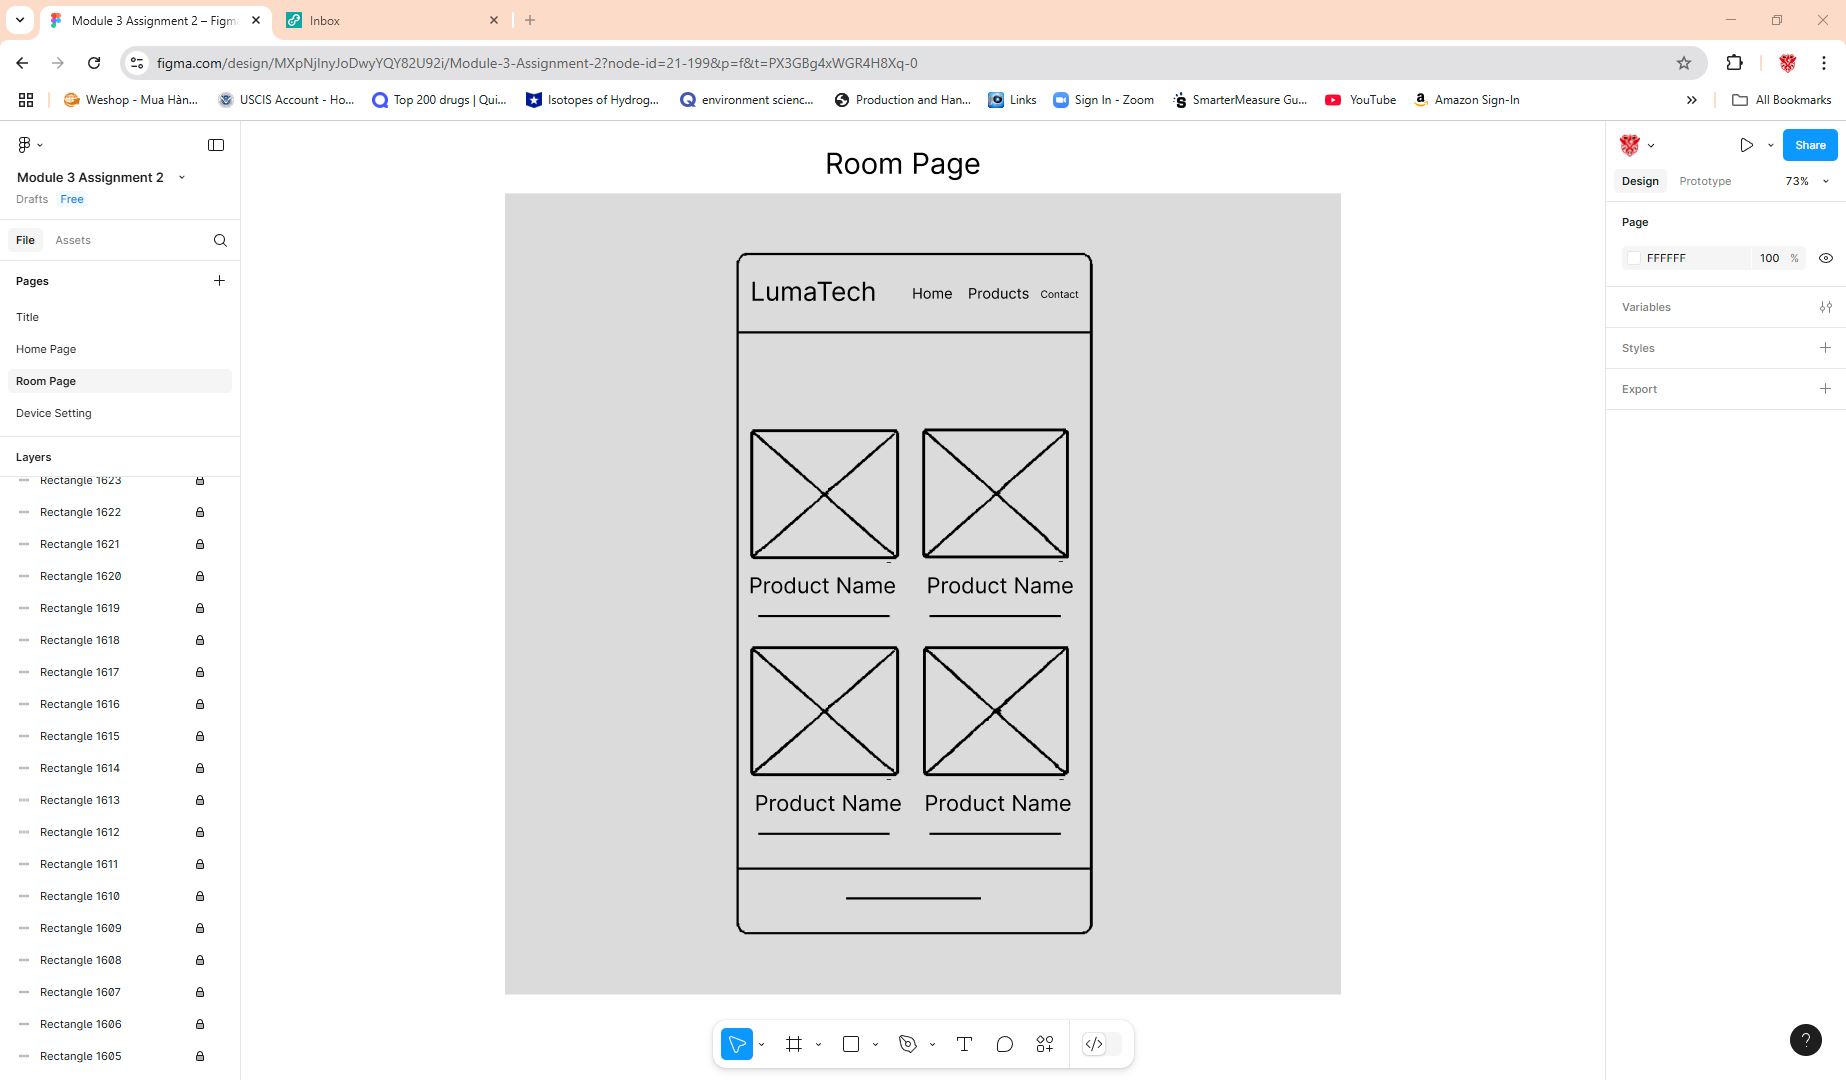 Module 3 Assignment 2 – Figm
Inbox
figma.com/design/MXpNjlnyJoDwyYQY82U92i/Module-3-Assignment-2?node-id=21-199&p=f&t=PX3GBg4xWGR4H8Xq-0
Weshop - Mua Hàn...
USCIS Account - Ho...
Top 200 drugs | Qui...
Isotopes of Hydrog...
environment scienc...
Production and Han...
Links
Sign In - Zoom
SmarterMeasure Gu...
YouTube
Amazon Sign-In
All Bookmarks
Module 3 Assignment 2
Drafts Free
File Assets
Pages
Title
Home Page
Room Page
Device Setting
Layers
Rectangle 1623
Rectangle 1622
Rectangle 1621
Rectangle 1620
Rectangle 1619
Rectangle 1618
Rectangle 1617
Rectangle 1616
Rectangle 1615
Rectangle 1614
Rectangle 1613
Rectangle 1612
Rectangle 1611
Rectangle 1610
Rectangle 1609
Rectangle 1608
Rectangle 1607
Rectangle 1606
Rectangle 1605
Room Page
LumaTech Home Products Contact
Product Name Product Name
Product Name Product Name
Share
Design Prototype 73%
Page
FFFFFF 100 %
Variables
Styles
Export
?